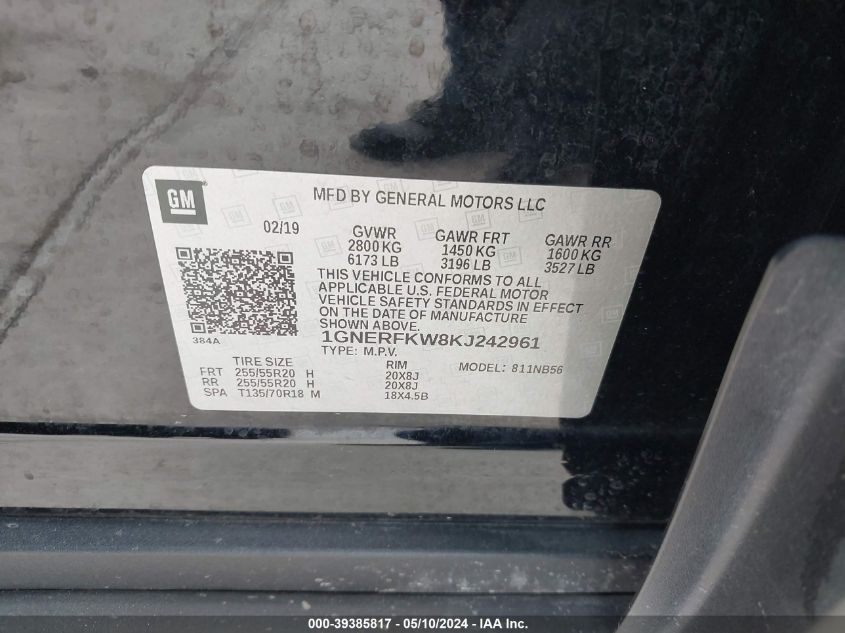 GM
MFD BY GENERAL MOTORS LLC
02/19
GVWR GAWR FRT GAWR RR
2800 KG 1450 KG 1600 KG
6173 LB 3196 LB 3527 LB
THIS VEHICLE CONFORMS TO ALL
APPLICABLE U.S. FEDERAL MOTOR
VEHICLE SAFETY STANDARDS IN EFFECT
ON THE DATE OF MANUFACTURE
SHOWN ABOVE.
384A
1GNERFKW8KJ242961
TYPE: M.P.V. MODEL: 811NB56
TIRE SIZE RIM
FRT 255/55R20 H 20X8J
RR 255/55R20 H 20X8J
SPA T135/70R18 M 18X4.5B
000-39385817 - 05/10/2024 - IAA Inc.